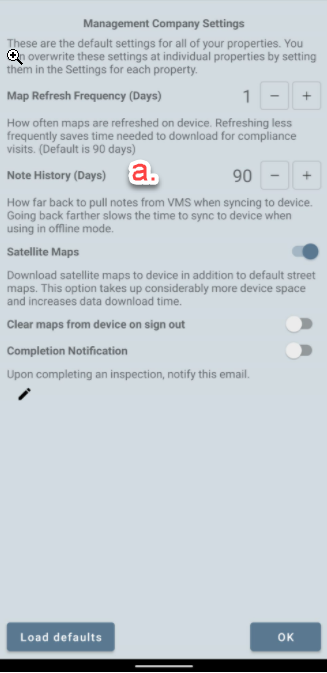 Management Company Settings
These are the default settings for all of your properties. You
n overwrite these settings at individual properties by setting
them in the Settings for each property.
Map Refresh Frequency (Days) 1 − +
How often maps are refreshed on device. Refreshing less
frequently saves time needed to download for compliance
visits. (Default is 90 days)
Note History (Days) a. 90 − +
How far back to pull notes from VMS when syncing to device.
Going back farther slows the time to sync to device when
using in offline mode.
Satellite Maps
Download satellite maps to device in addition to default street
maps. This option takes up considerably more device space
and increases data download time.
Clear maps from device on sign out
Completion Notification
Upon completing an inspection, notify this email.
Load defaults OK